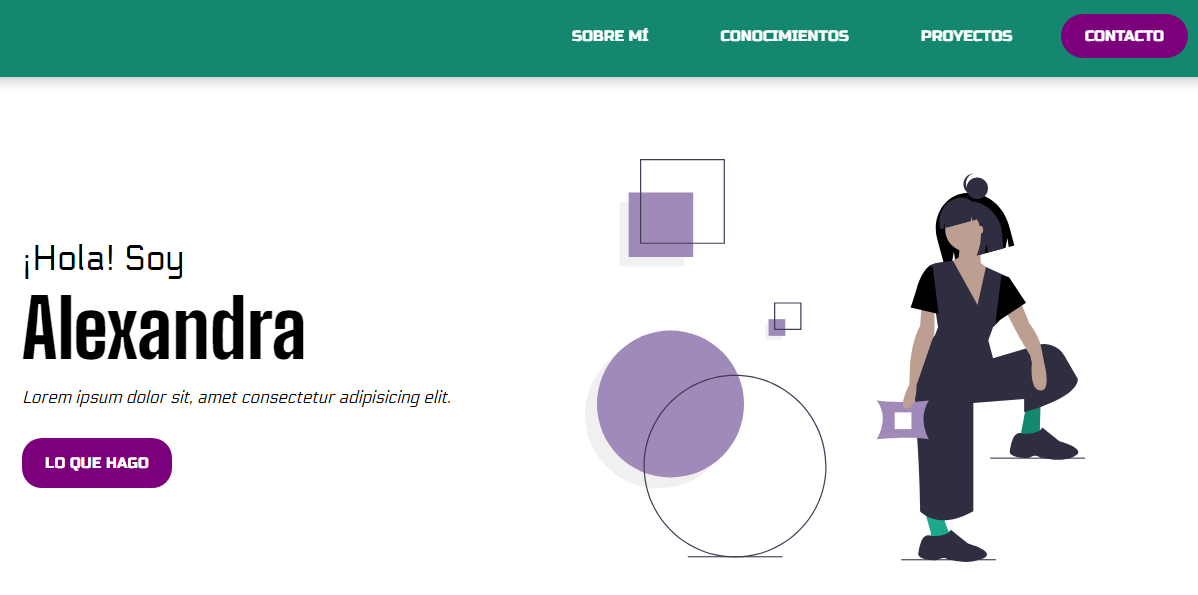 SOBRE MÍ CONOCIMIENTOS PROYECTOS CONTACTO
¡Hola! Soy
Alexandra
Lorem ipsum dolor sit, amet consectetur adipisicing elit.
LO QUE HAGO